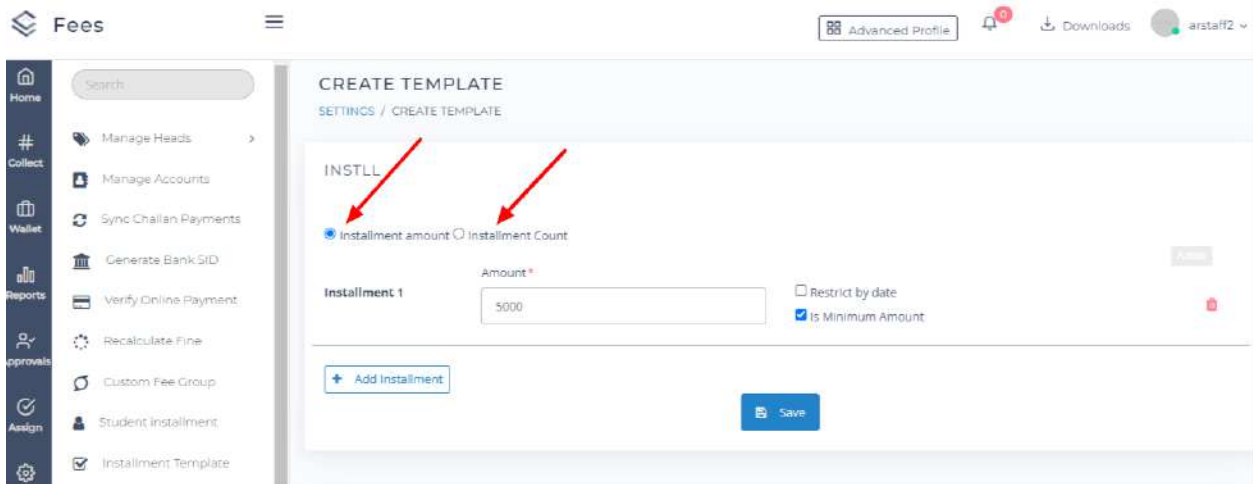 Fees
Advanced Profile
0
Downloads
arstaff2
Home
Collect
Wallet
Reports
Approvals
Assign
Search
Manage Heads
Manage Accounts
Sync Challan Payments
Generate Bank SID
Verify Online Payment
Recalculate Fine
Custom Fee Group
Student installment
Installment Template
CREATE TEMPLATE
SETTINGS / CREATE TEMPLATE
INSTLL
Installment amount Installment Count
Amount*
Installment 1
5000
Restrict by date
Is Minimum Amount
+ Add Installment
Save